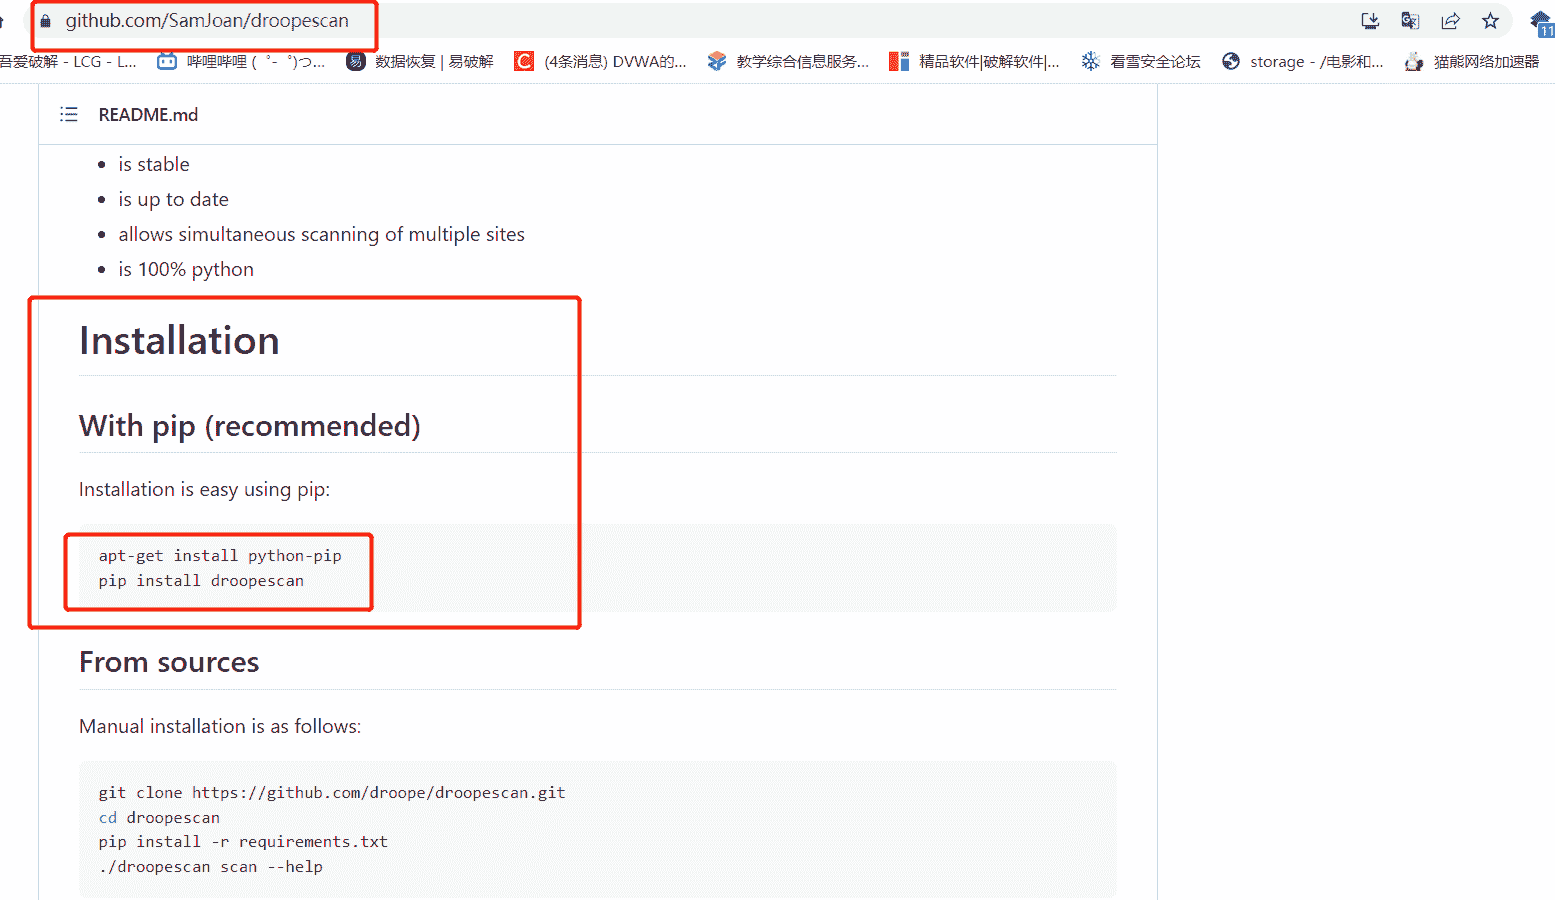 github.com/SamJoan/droopescan
11
吾爱破解 - LCG - L...
哔哩哔哩 (゜-゜)つ...
易
数据恢复 | 易破解
C
(4条消息) DVWA的...
教学综合信息服务...
精品软件|破解软件|...
看雪安全论坛
storage - /电影和...
猫熊网络加速器
README.md
is stable
is up to date
allows simultaneous scanning of multiple sites
is 100% python
Installation
With pip (recommended)
Installation is easy using pip:
apt-get install python-pip
pip install droopescan
From sources
Manual installation is as follows:
git clone https://github.com/droope/droopescan.git
cd droopescan
pip install -r requirements.txt
./droopescan scan --help